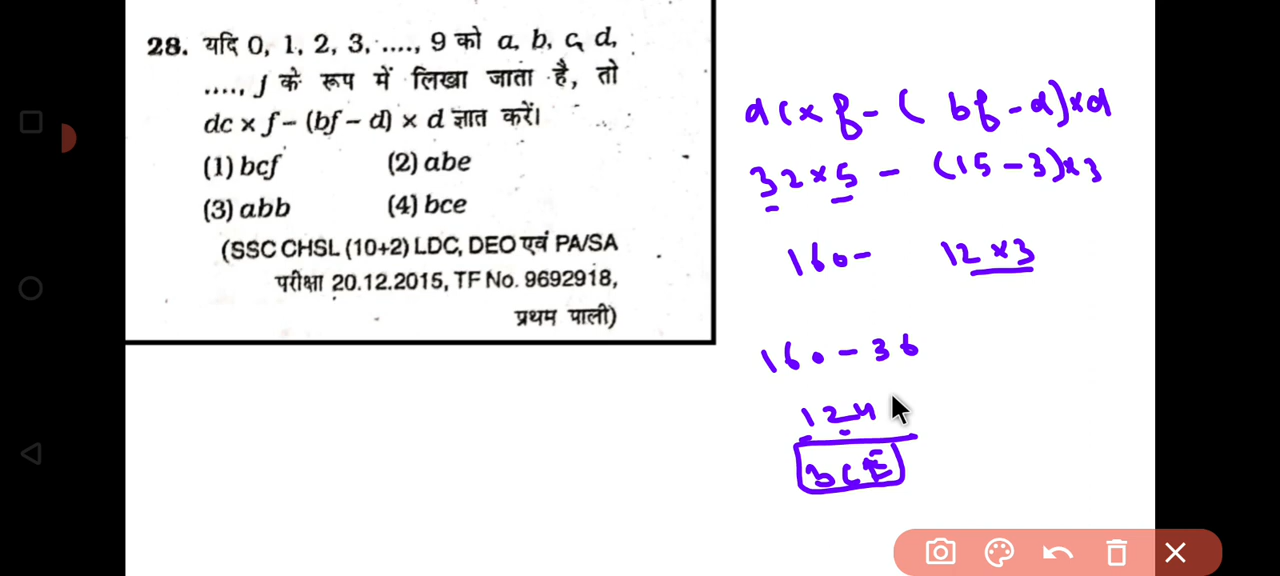 28. यदि 0, 1, 2, 3, ...., 9 को a, b, c, d,
...., j के रूप में लिखा जाता है, तो
dc × f – (bf – d) × d ज्ञात करें।
(1) bcf (2) abe
(3) abb (4) bce
(SSC CHSL (10+2) LDC, DEO एवं PA/SA
परीक्षा 20.12.2015, TF No. 9692918,
प्रथम पाली)
dc × f – ( bf – d ) × d
32 × 5 – (15 – 3) × 3
160 – 12 × 3
160 – 36
124
BCE